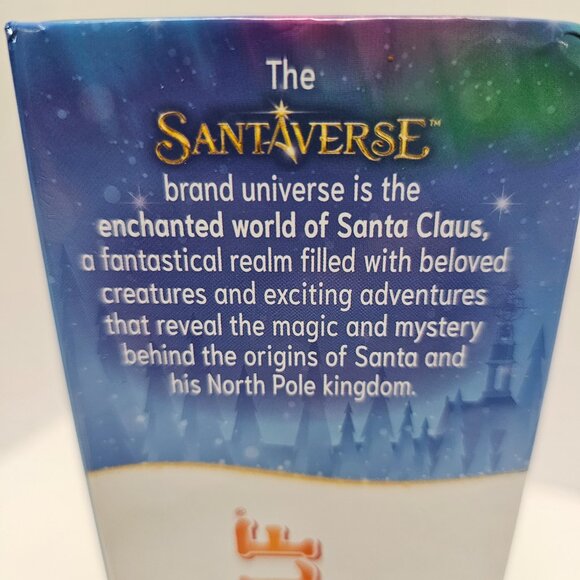 The
SANTAVERSE™
brand universe is the
enchanted world of Santa Claus,
a fantastical realm filled with beloved
creatures and exciting adventures
that reveal the magic and mystery
behind the origins of Santa and
his North Pole kingdom.
LF®